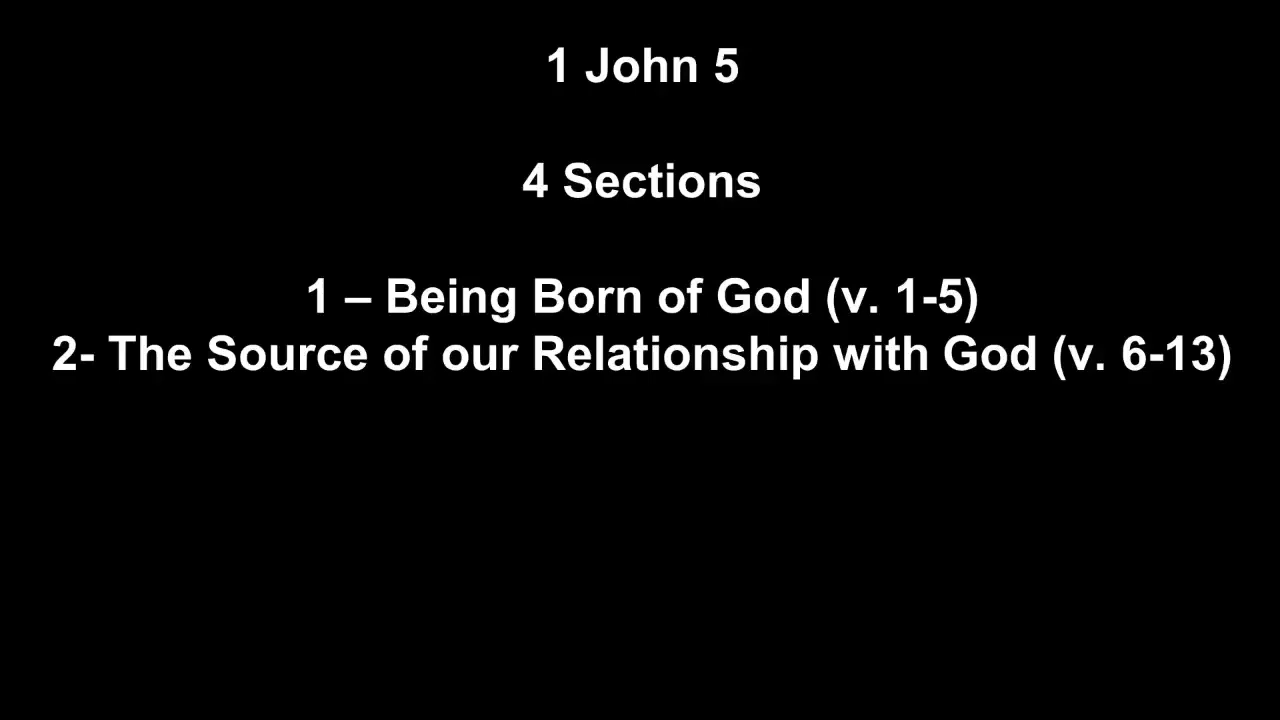 1 John 5
4 Sections
1 – Being Born of God (v. 1-5)
2- The Source of our Relationship with God (v. 6-13)